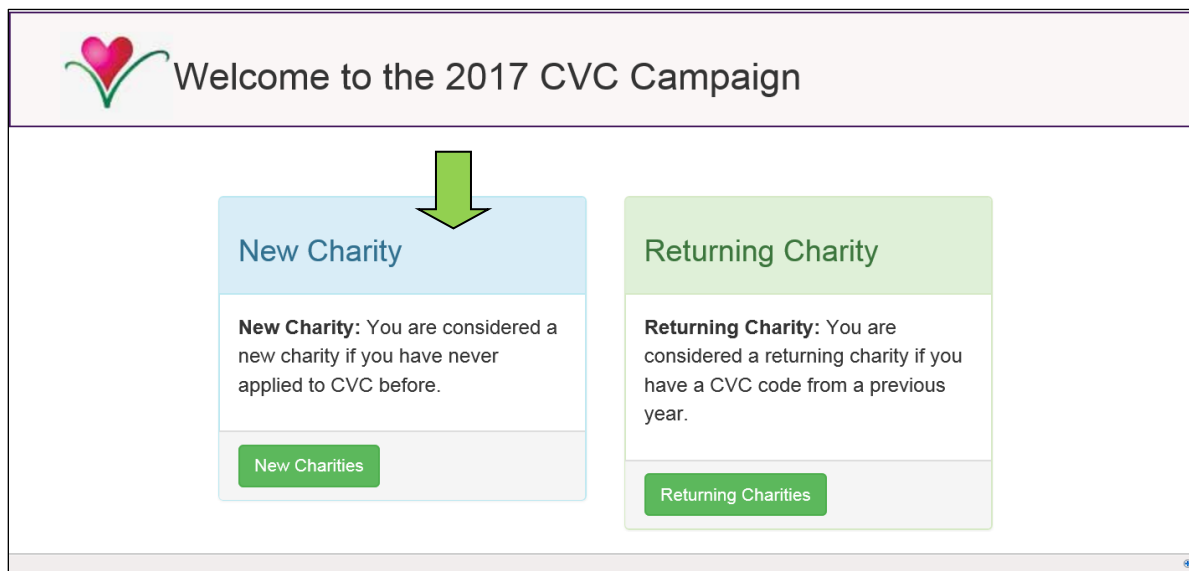 Welcome to the 2017 CVC Campaign
New Charity
New Charity: You are considered a
new charity if you have never
applied to CVC before.
New Charities
Returning Charity
Returning Charity: You are
considered a returning charity if you
have a CVC code from a previous
year.
Returning Charities